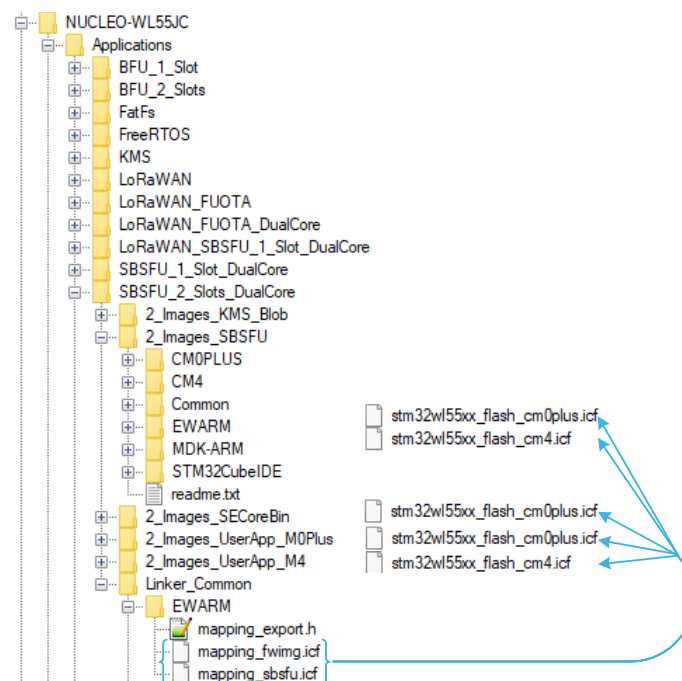 NUCLEO-WL55JC
Applications
BFU_1_Slot
BFU_2_Slots
FatFs
FreeRTOS
KMS
LoRaWAN
LoRaWAN_FUOTA
LoRaWAN_FUOTA_DualCore
LoRaWAN_SBSFU_1_Slot_DualCore
SBSFU_1_Slot_DualCore
SBSFU_2_Slots_DualCore
2_Images_KMS_Blob
2_Images_SBSFU
CM0PLUS
CM4
Common
EWARM
MDK-ARM
STM32CubeIDE
readme.txt
2_Images_SECoreBin
2_Images_UserApp_M0Plus
2_Images_UserApp_M4
Linker_Common
EWARM
mapping_export.h
mapping_fwimg.icf
mapping_sbsfu.icf
stm32wl55xx_flash_cm0plus.icf
stm32wl55xx_flash_cm4.icf
stm32wl55xx_flash_cm0plus.icf
stm32wl55xx_flash_cm0plus.icf
stm32wl55xx_flash_cm4.icf